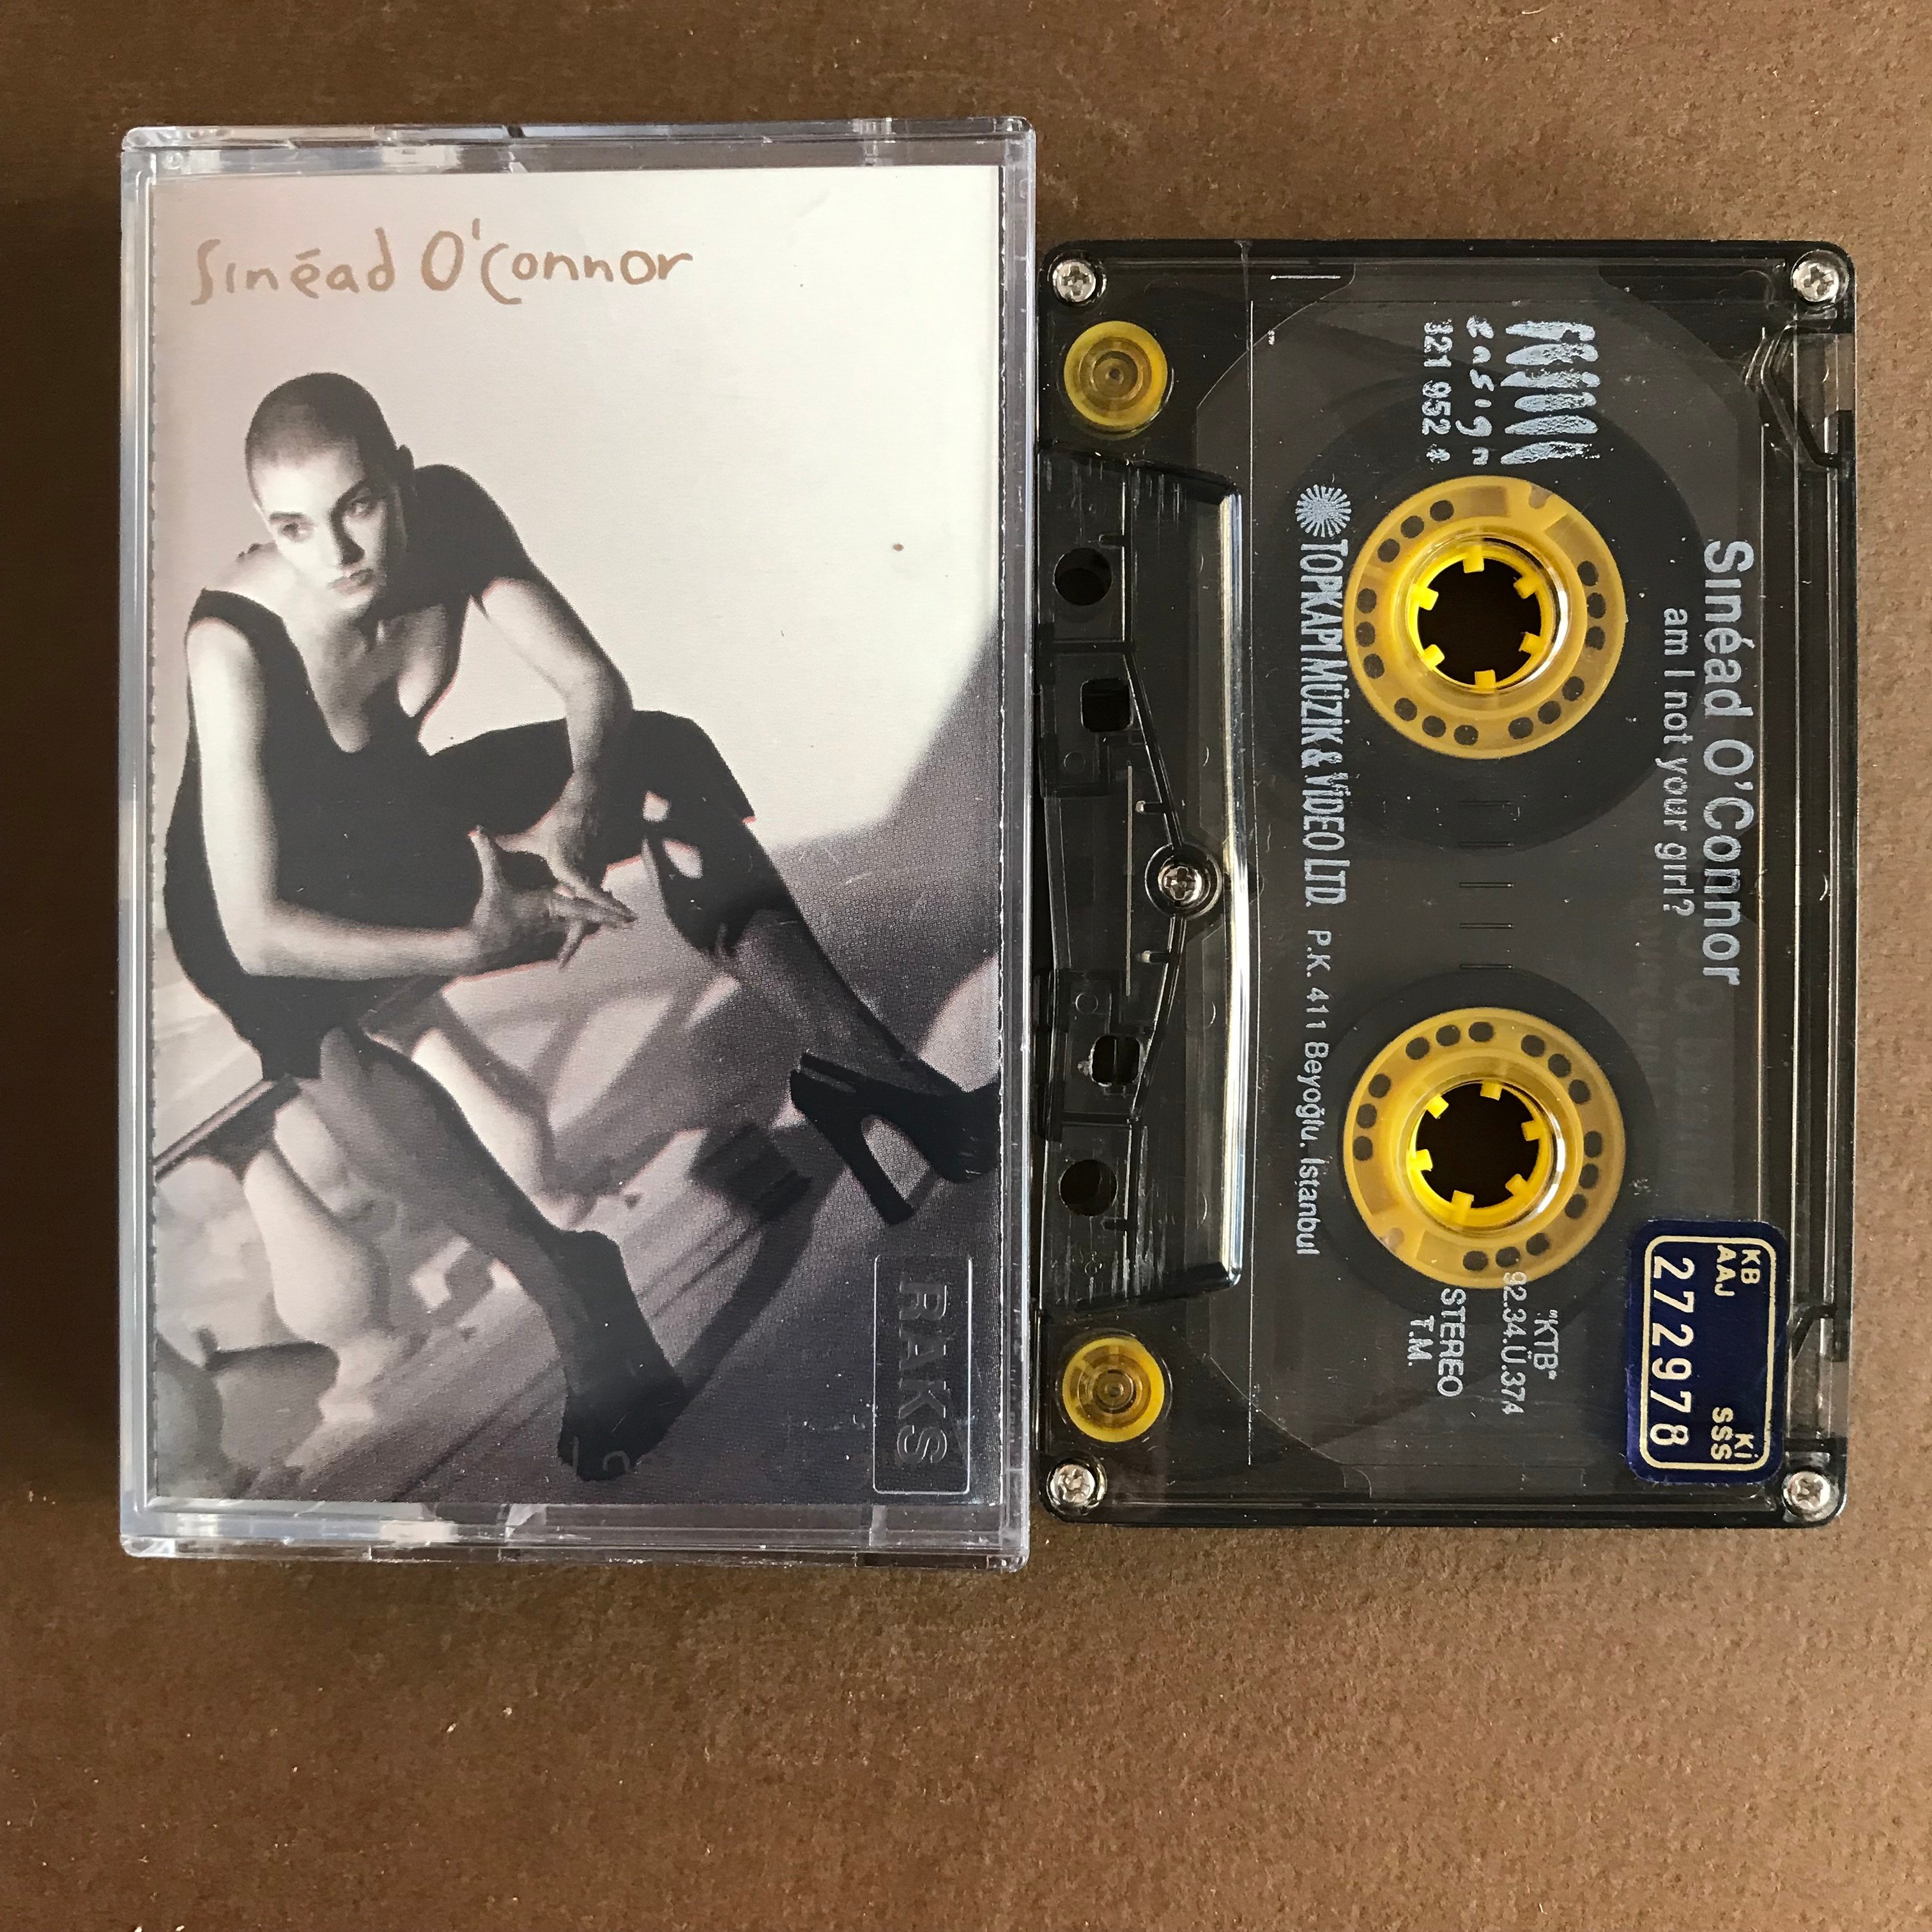 Sinéad O'Connor
RAKS
Sinéad O'Connor
am I not your girl?
ensign
321 952 4
TOPKAPI MÜZİK & VİDEO LTD. P.K. 411 Beyoğlu, İstanbul
"KTB"
92.34.Ü.374
STEREO
T.M.
KB Kİ
AAJ SSS
272978